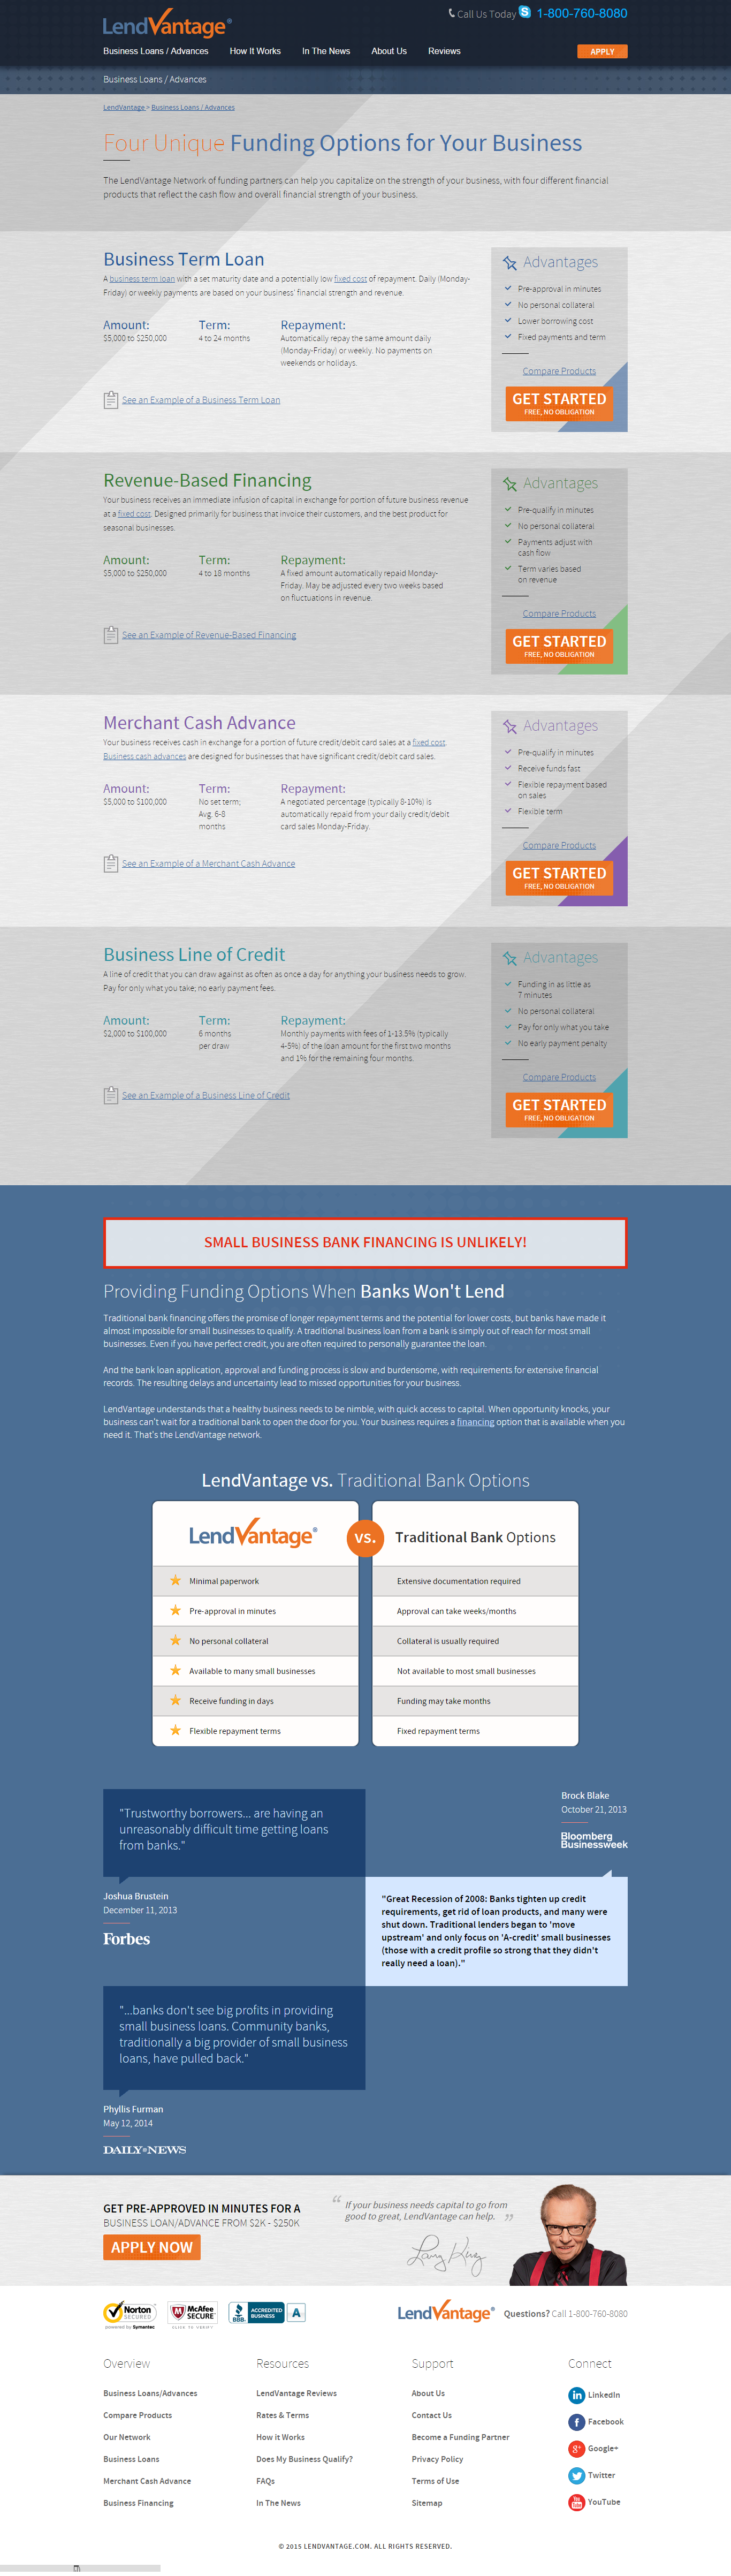 LendVantage®
Call Us Today 1-800-760-8080
Business Loans / Advances
How It Works
In The News
About Us
Reviews
APPLY
Business Loans / Advances
LendVantage > Business Loans / Advances
Four Unique Funding Options for Your Business
The LendVantage Network of funding partners can help you capitalize on the strength of your business, with four different financial
products that reflect the cash flow and overall financial strength of your business.
Business Term Loan
A business term loan with a set maturity date and a potentially low fixed cost of repayment. Daily (Monday-
Friday) or weekly payments are based on your business' financial strength and revenue.
Amount:
$5,000 to $250,000
Term:
4 to 24 months
Repayment:
Automatically repay the same amount daily
(Monday-Friday) or weekly. No payments on
weekends or holidays.
See an Example of a Business Term Loan
Advantages
Pre-approval in minutes
No personal collateral
Lower borrowing cost
Fixed payments and term
Compare Products
GET STARTED
FREE, NO OBLIGATION
Revenue-Based Financing
Your business receives an immediate infusion of capital in exchange for portion of future business revenue
at a fixed cost. Designed primarily for business that invoice their customers, and the best product for
seasonal businesses.
Amount:
$5,000 to $250,000
Term:
4 to 18 months
Repayment:
A fixed amount automatically repaid Monday-
Friday. May be adjusted every two weeks based
on fluctuations in revenue.
See an Example of Revenue-Based Financing
Advantages
Pre-qualify in minutes
No personal collateral
Payments adjust with
cash flow
Term varies based
on revenue
Compare Products
GET STARTED
FREE, NO OBLIGATION
Merchant Cash Advance
Your business receives cash in exchange for a portion of future credit/debit card sales at a fixed cost.
Business cash advances are designed for businesses that have significant credit/debit card sales.
Amount:
$5,000 to $100,000
Term:
No set term;
Avg. 6-8
months
Repayment:
A negotiated percentage (typically 8-10%) is
automatically repaid from your daily credit/debit
card sales Monday-Friday.
See an Example of a Merchant Cash Advance
Advantages
Pre-qualify in minutes
Receive funds fast
Flexible repayment based
on sales
Flexible term
Compare Products
GET STARTED
FREE, NO OBLIGATION
Business Line of Credit
A line of credit that you can draw against as often as once a day for anything your business needs to grow.
Pay for only what you take; no early payment fees.
Amount:
$2,000 to $100,000
Term:
6 months
per draw
Repayment:
Monthly payments with fees of 1-13.5% (typically
4-5%) of the loan amount for the first two months
and 1% for the remaining four months.
See an Example of a Business Line of Credit
Advantages
Funding in as little as
7 minutes
No personal collateral
Pay for only what you take
No early payment penalty
Compare Products
GET STARTED
FREE, NO OBLIGATION
SMALL BUSINESS BANK FINANCING IS UNLIKELY!
Providing Funding Options When Banks Won't Lend
Traditional bank financing offers the promise of longer repayment terms and the potential for lower costs, but banks have made it
almost impossible for small businesses to qualify. A traditional business loan from a bank is simply out of reach for most small
businesses. Even if you have perfect credit, you are often required to personally guarantee the loan.
And the bank loan application, approval and funding process is slow and burdensome, with requirements for extensive financial
records. The resulting delays and uncertainty lead to missed opportunities for your business.
LendVantage understands that a healthy business needs to be nimble, with quick access to capital. When opportunity knocks, your
business can't wait for a traditional bank to open the door for you. Your business requires a financing option that is available when you
need it. That's the LendVantage network.
LendVantage vs. Traditional Bank Options
LendVantage®
VS.
Traditional Bank Options
Minimal paperwork
Extensive documentation required
Pre-approval in minutes
Approval can take weeks/months
No personal collateral
Collateral is usually required
Available to many small businesses
Not available to most small businesses
Receive funding in days
Funding may take months
Flexible repayment terms
Fixed repayment terms
"Trustworthy borrowers... are having an
unreasonably difficult time getting loans
from banks."
Joshua Brustein
December 11, 2013
Forbes
Brock Blake
October 21, 2013
Bloomberg
Businessweek
"Great Recession of 2008: Banks tighten up credit
requirements, get rid of loan products, and many were
shut down. Traditional lenders began to 'move
upstream' and only focus on 'A-credit' small businesses
(those with a credit profile so strong that they didn't
really need a loan)."
"...banks don't see big profits in providing
small business loans. Community banks,
traditionally a big provider of small business
loans, have pulled back."
Phyllis Furman
May 12, 2014
DAILY NEWS
GET PRE-APPROVED IN MINUTES FOR A
BUSINESS LOAN/ADVANCE FROM $2K - $250K
APPLY NOW
“ If your business needs capital to go from
good to great, LendVantage can help. ”
Larry King
Norton
SECURED
powered by Symantec
McAfee
SECURE
CLICK TO VERIFY
BBB
ACCREDITED
BUSINESS
A
LendVantage®
Questions? Call 1-800-760-8080
Overview
Business Loans/Advances
Compare Products
Our Network
Business Loans
Merchant Cash Advance
Business Financing
Resources
LendVantage Reviews
Rates & Terms
How it Works
Does My Business Qualify?
FAQs
In The News
Support
About Us
Contact Us
Become a Funding Partner
Privacy Policy
Terms of Use
Sitemap
Connect
LinkedIn
Facebook
Google+
Twitter
YouTube
© 2015 LENDVANTAGE.COM. ALL RIGHTS RESERVED.